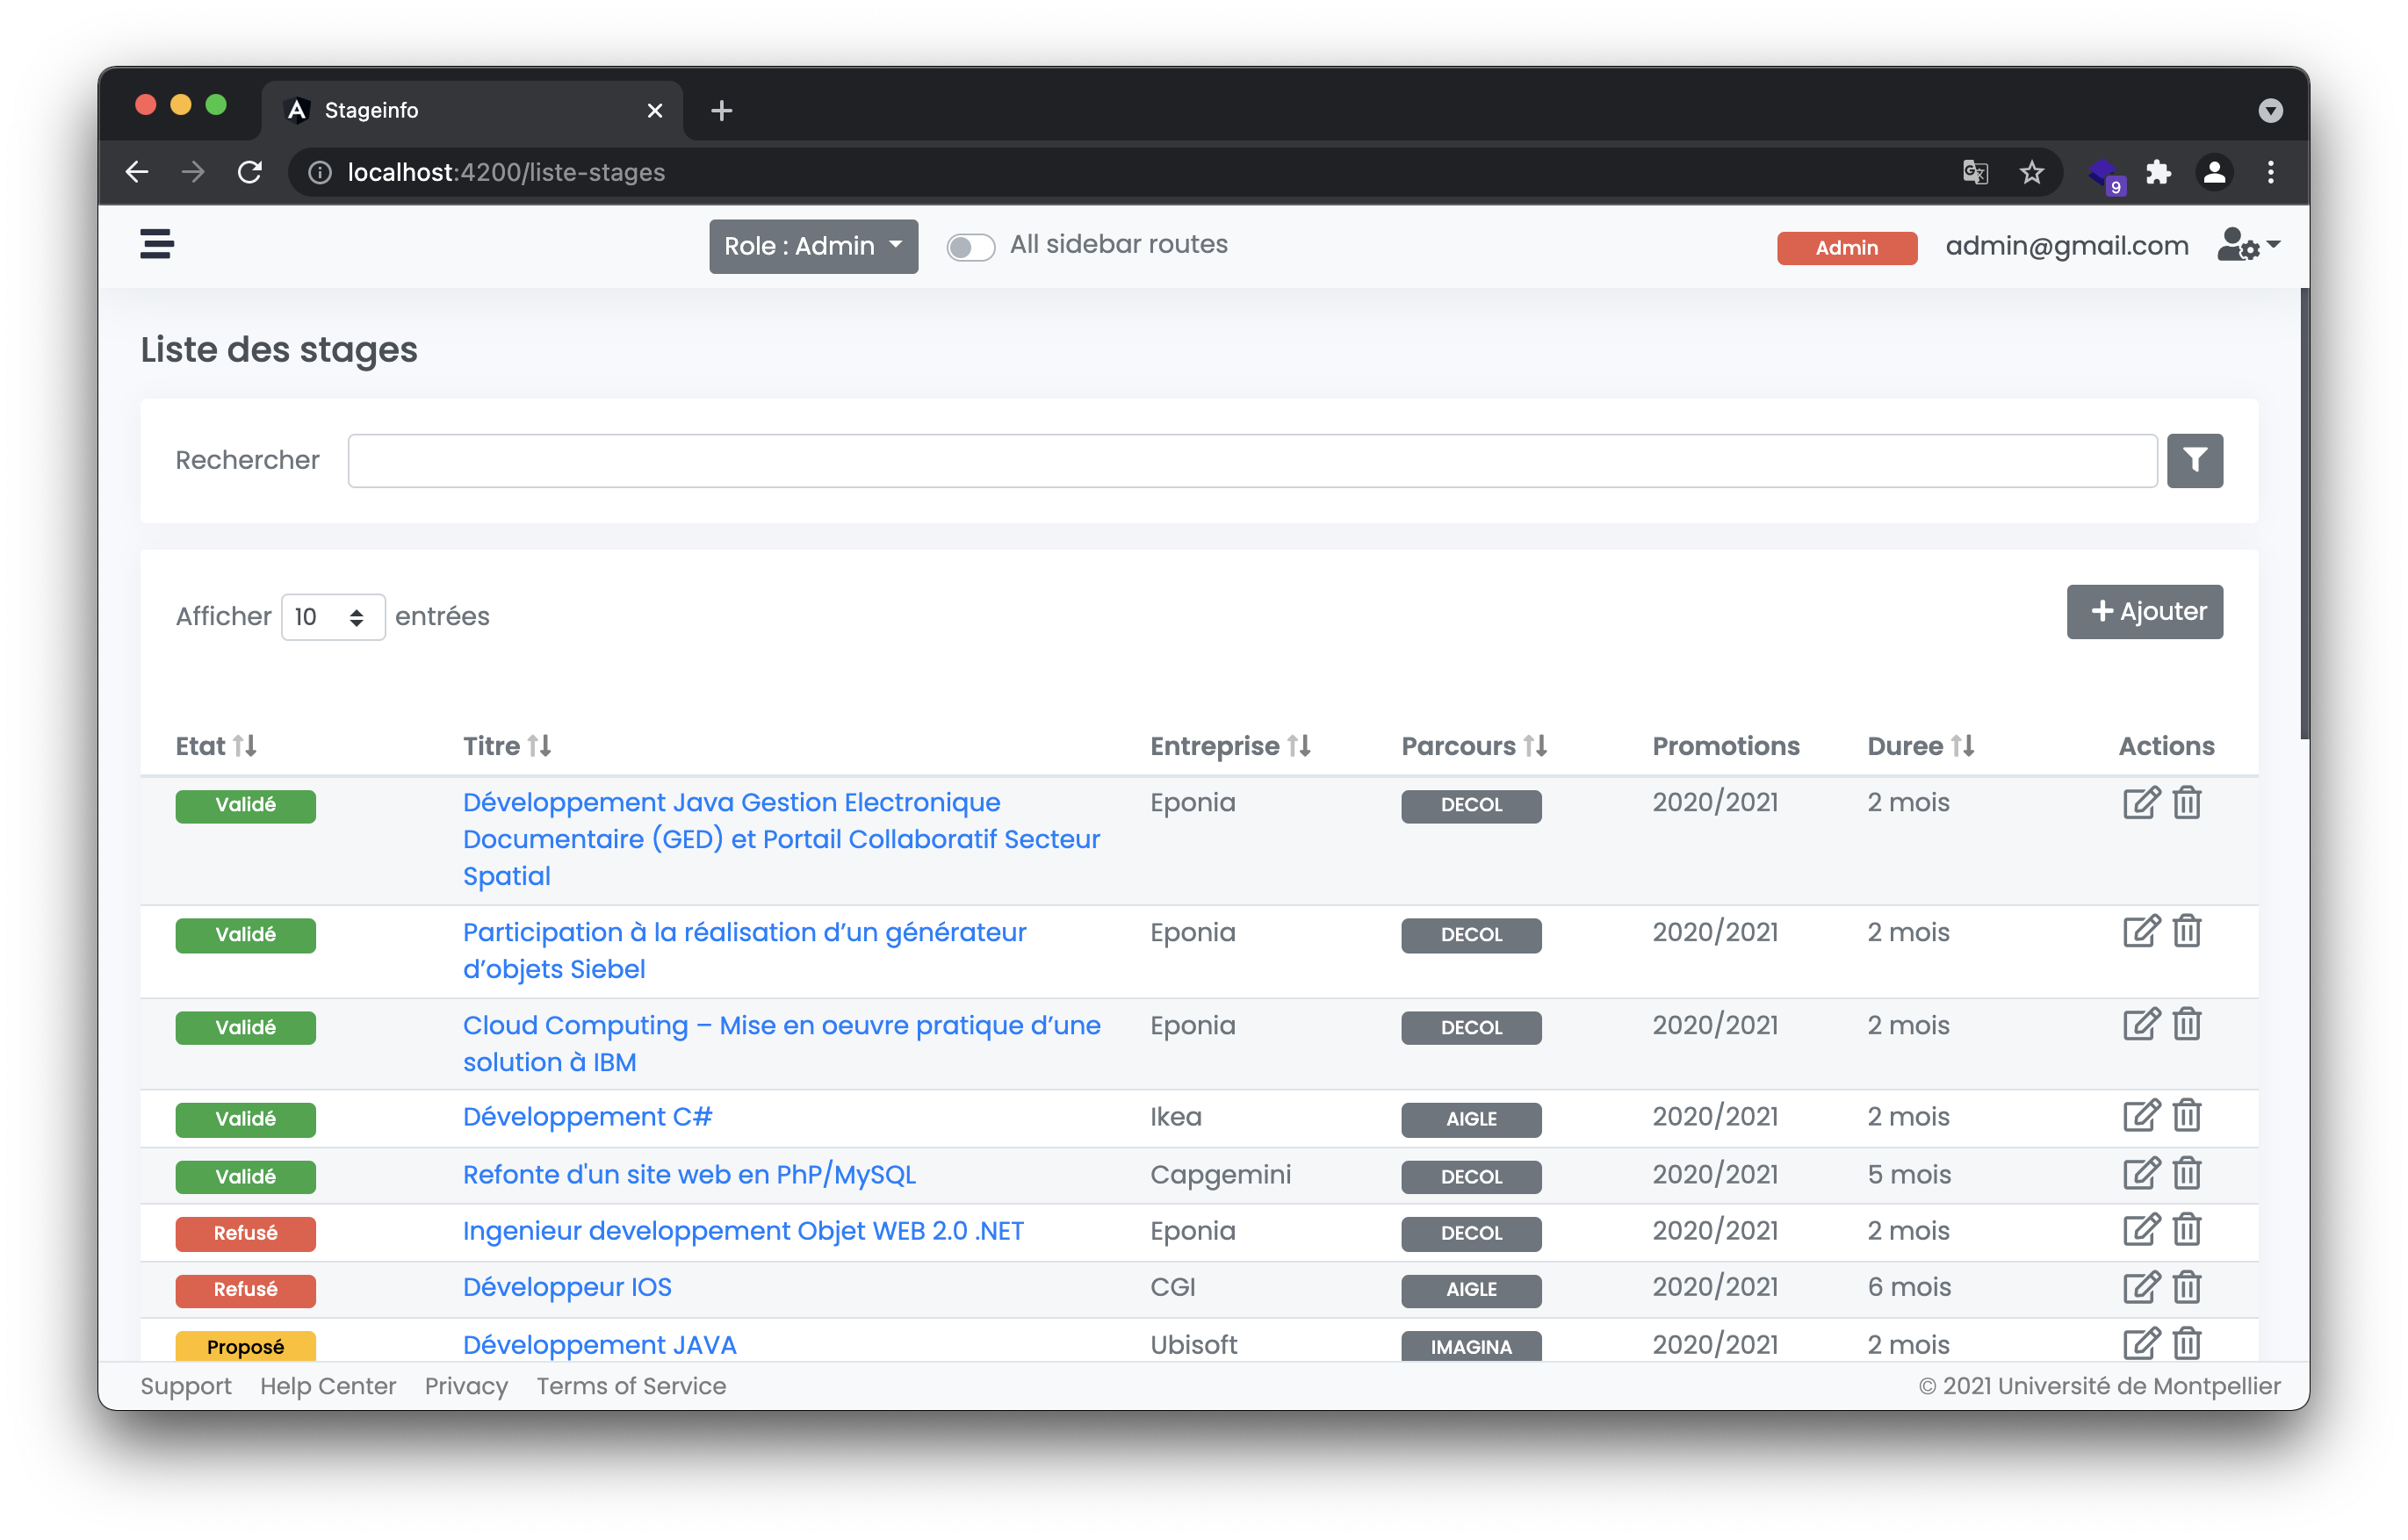 Stageinfo
localhost:4200/liste-stages
9
Role : Admin
All sidebar routes
Admin
admin@gmail.com
Liste des stages
Rechercher
Afficher 10 entrées
Ajouter
Etat Titre Entreprise Parcours Promotions Duree Actions
Validé Développement Java Gestion Electronique Eponia DECOL 2020/2021 2 mois
Documentaire (GED) et Portail Collaboratif Secteur
Spatial
Validé Participation à la réalisation d’un générateur Eponia DECOL 2020/2021 2 mois
d’objets Siebel
Validé Cloud Computing – Mise en oeuvre pratique d’une Eponia DECOL 2020/2021 2 mois
solution à IBM
Validé Développement C# Ikea AIGLE 2020/2021 2 mois
Validé Refonte d'un site web en PhP/MySQL Capgemini DECOL 2020/2021 5 mois
Refusé Ingenieur developpement Objet WEB 2.0 .NET Eponia DECOL 2020/2021 2 mois
Refusé Développeur IOS CGI AIGLE 2020/2021 6 mois
Proposé Développement JAVA Ubisoft IMAGINA 2020/2021 2 mois
Support Help Center Privacy Terms of Service © 2021 Université de Montpellier